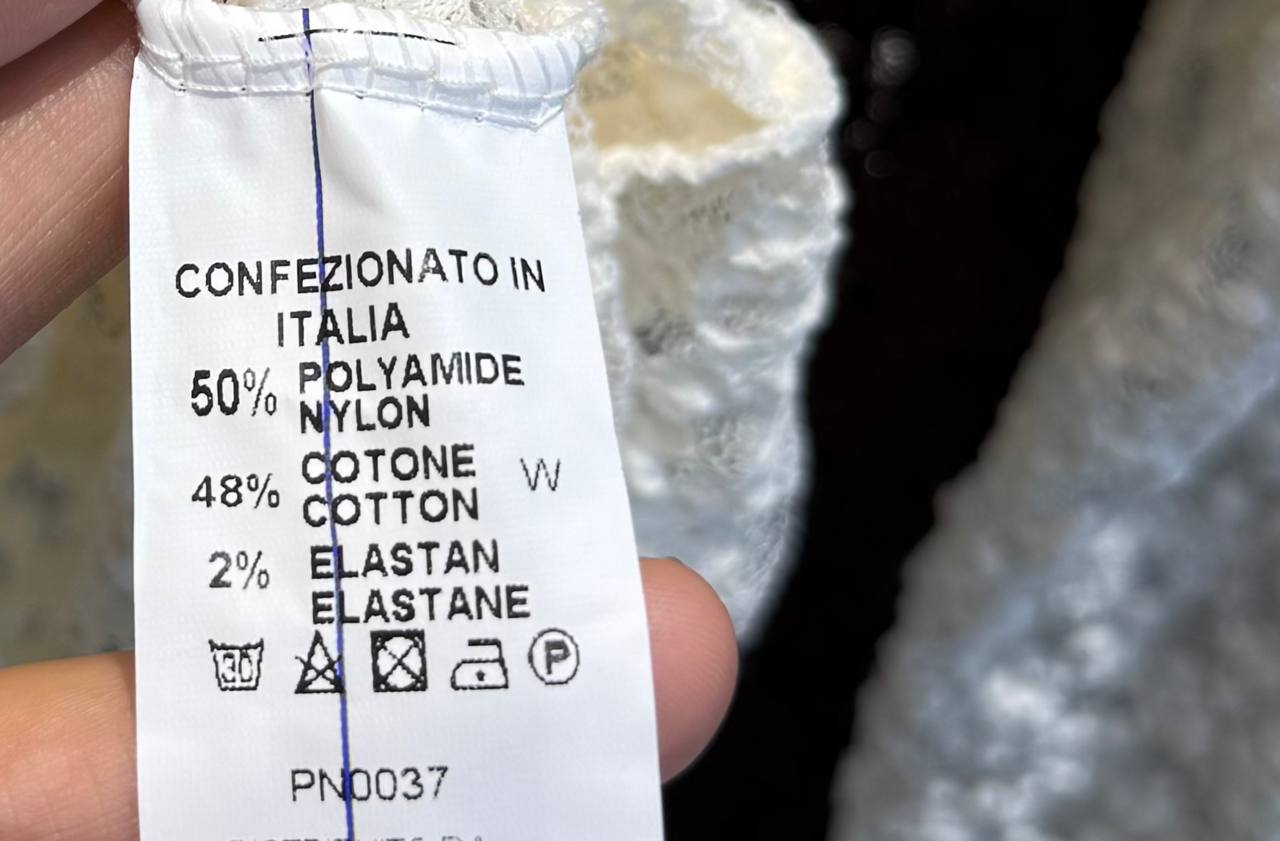 CONFEZIONATO IN
ITALIA
50% POLYAMIDE
NYLON
48% COTONE W
COTTON
2% ELASTAN
ELASTANE
30 P
PN0037